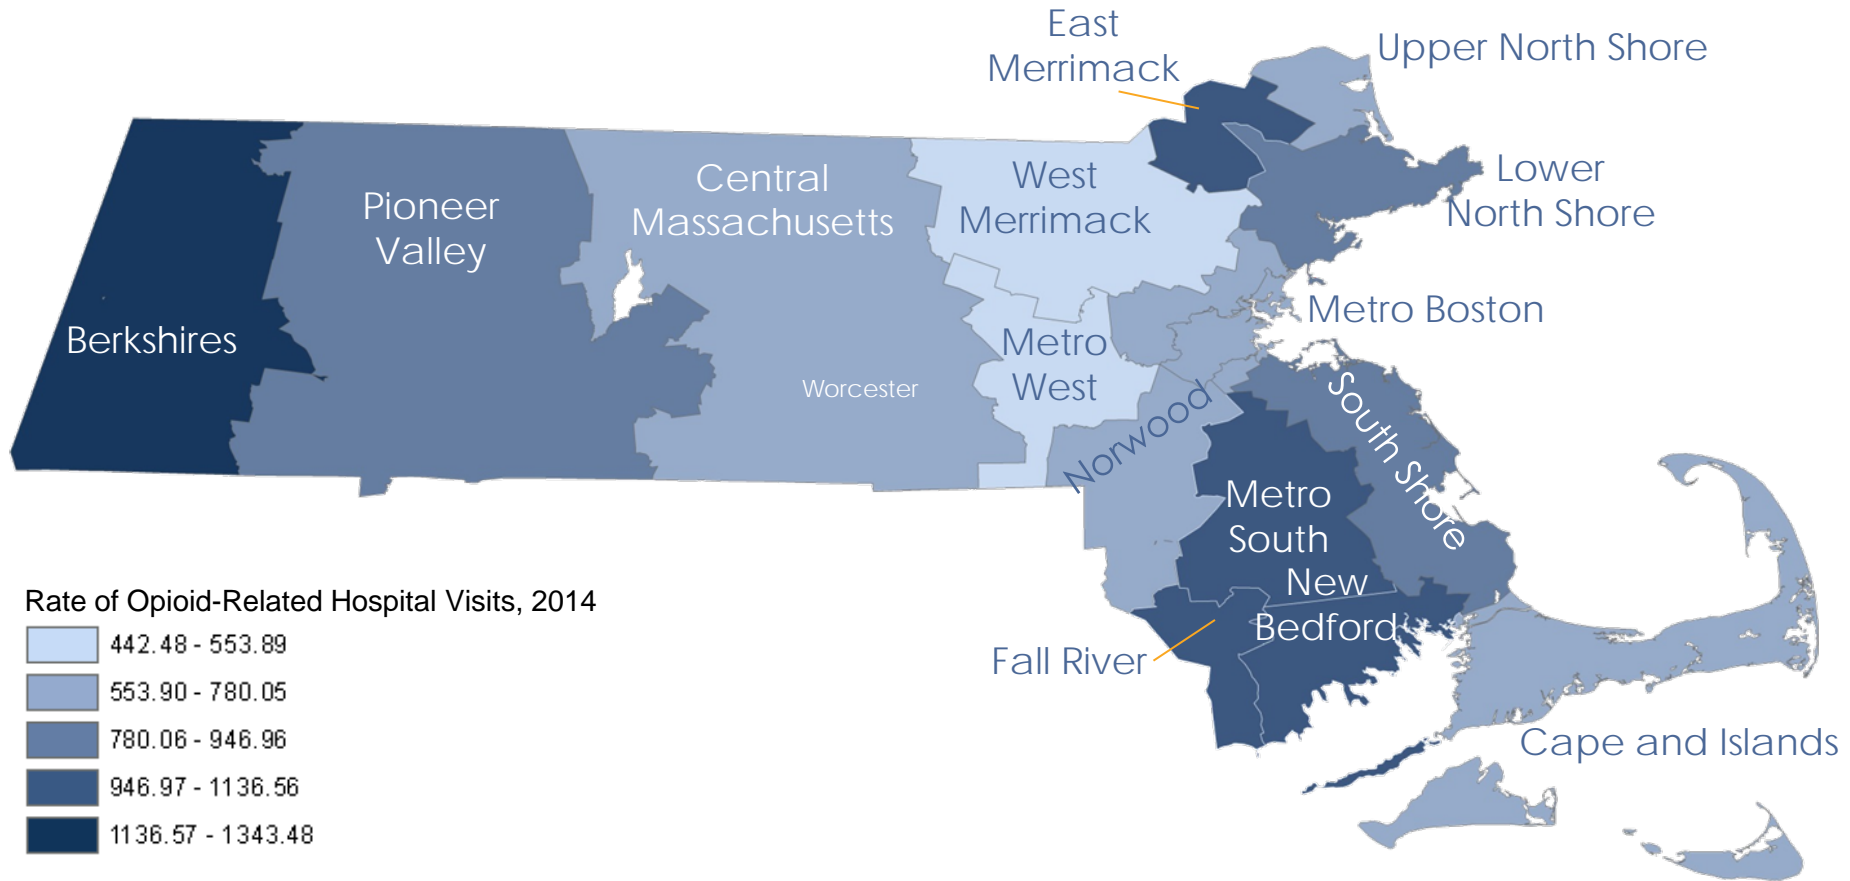 East
Merrimack
Upper North Shore
Central
Massachusetts
West
Merrimack
Lower
North Shore
Pioneer
Valley
Metro Boston
Berkshires
Metro
West
Worcester
Norwood
South Shore
Metro
South
New
Bedford
Fall River
Cape and Islands
Rate of Opioid-Related Hospital Visits, 2014
442.48 - 553.89
553.90 - 780.05
780.06 - 946.96
946.97 - 1136.56
1136.57 - 1343.48